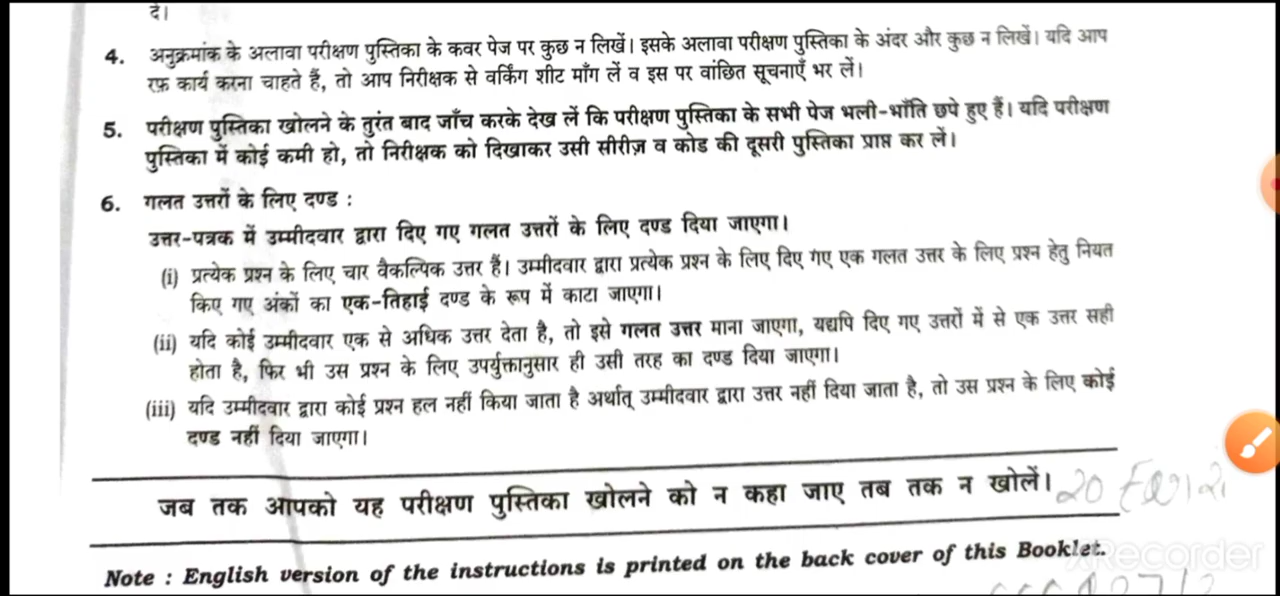 दें।
4. अनुक्रमांक के अलावा परीक्षण पुस्तिका के कवर पेज पर कुछ न लिखें। इसके अलावा परीक्षण पुस्तिका के अंदर और कुछ न लिखें। यदि आप
रफ़ कार्य करना चाहते हैं, तो आप निरीक्षक से वर्किंग शीट माँग लें व इस पर वांछित सूचनाएँ भर लें।
5. परीक्षण पुस्तिका खोलने के तुरंत बाद जाँच करके देख लें कि परीक्षण पुस्तिका के सभी पेज भली-भाँति छपे हुए हैं। यदि परीक्षण
पुस्तिका में कोई कमी हो, तो निरीक्षक को दिखाकर उसी सीरीज़ व कोड की दूसरी पुस्तिका प्राप्त कर लें।
6. गलत उत्तरों के लिए दण्ड :
उत्तर-पत्रक में उम्मीदवार द्वारा दिए गए गलत उत्तरों के लिए दण्ड दिया जाएगा।
(i) प्रत्येक प्रश्न के लिए चार वैकल्पिक उत्तर हैं। उम्मीदवार द्वारा प्रत्येक प्रश्न के लिए दिए गए एक गलत उत्तर के लिए प्रश्न हेतु नियत
किए गए अंकों का एक-तिहाई दण्ड के रूप में काटा जाएगा।
(ii) यदि कोई उम्मीदवार एक से अधिक उत्तर देता है, तो इसे गलत उत्तर माना जाएगा, यद्यपि दिए गए उत्तरों में से एक उत्तर सही
होता है, फिर भी उस प्रश्न के लिए उपर्युक्तानुसार ही उसी तरह का दण्ड दिया जाएगा।
(iii) यदि उम्मीदवार द्वारा कोई प्रश्न हल नहीं किया जाता है अर्थात् उम्मीदवार द्वारा उत्तर नहीं दिया जाता है, तो उस प्रश्न के लिए कोई
दण्ड नहीं दिया जाएगा।
जब तक आपको यह परीक्षण पुस्तिका खोलने को न कहा जाए तब तक न खोलें। 20
Note : English version of the instructions is printed on the back cover of this Booklet.
XRecorder